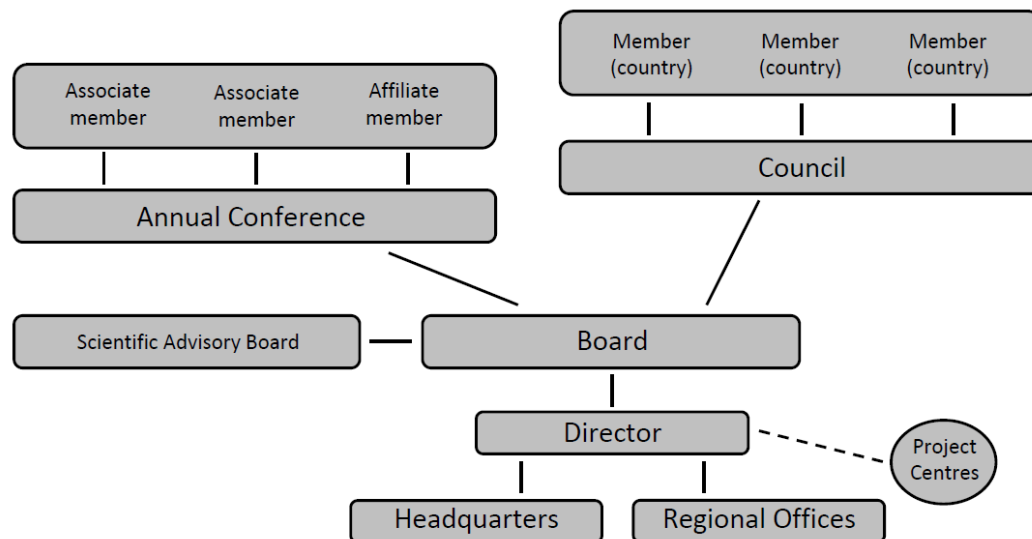 Member
(country)
Member
(country)
Member
(country)
Associate
member
Associate
member
Affiliate
member
Council
Annual Conference
Scientific Advisory Board
Board
Director
Project
Centres
Headquarters
Regional Offices